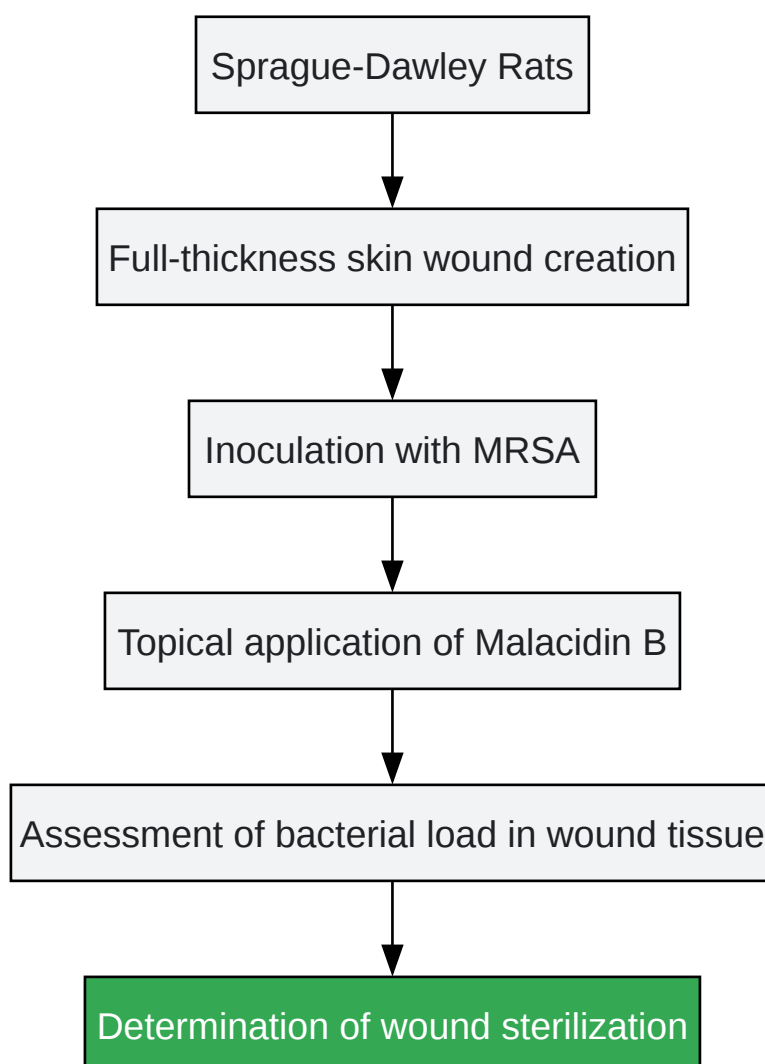 Sprague-Dawley Rats
Full-thickness skin wound creation
Inoculation with MRSA
Topical application of Malacidin B
Assessment of bacterial load in wound tissue
Determination of wound sterilization